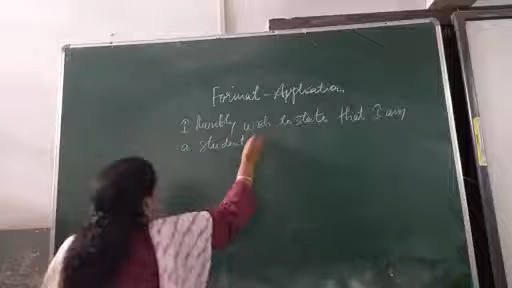 Formal - Application
I humbly wish to state that I am
a student